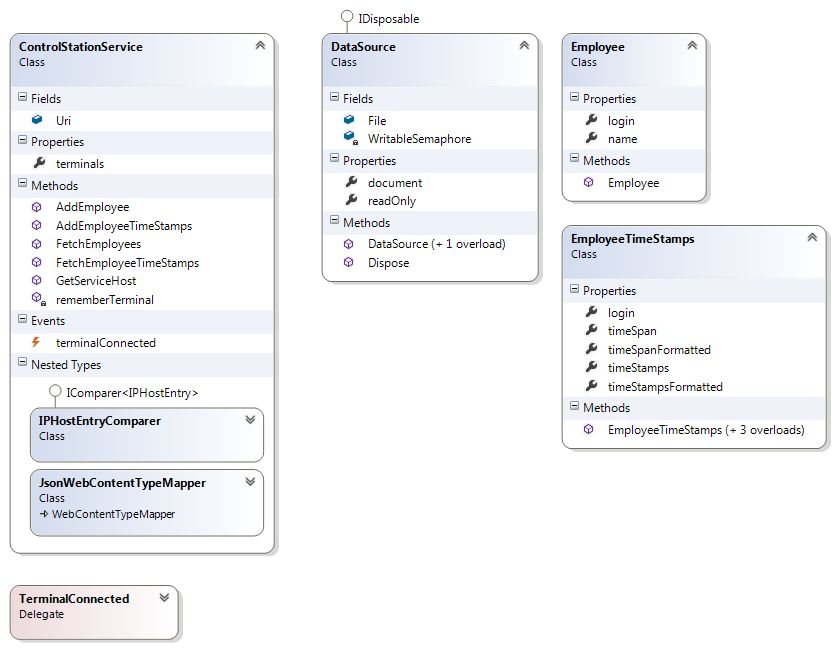 ControlStationService
Class
Fields
Uri
Properties
terminals
Methods
AddEmployee
AddEmployeeTimeStamps
FetchEmployees
FetchEmployeeTimeStamps
GetServiceHost
rememberTerminal
Events
terminalConnected
Nested Types
IComparer<IPHostEntry>
IPHostEntryComparer
Class
JsonWebContentTypeMapper
Class
WebContentTypeMapper
TerminalConnected
Delegate
IDisposable
DataSource
Class
Fields
File
WritableSemaphore
Properties
document
readOnly
Methods
DataSource (+ 1 overload)
Dispose
Employee
Class
Properties
login
name
Methods
Employee
EmployeeTimeStamps
Class
Properties
login
timeSpan
timeSpanFormatted
timeStamps
timeStampsFormatted
Methods
EmployeeTimeStamps (+ 3 overloads)